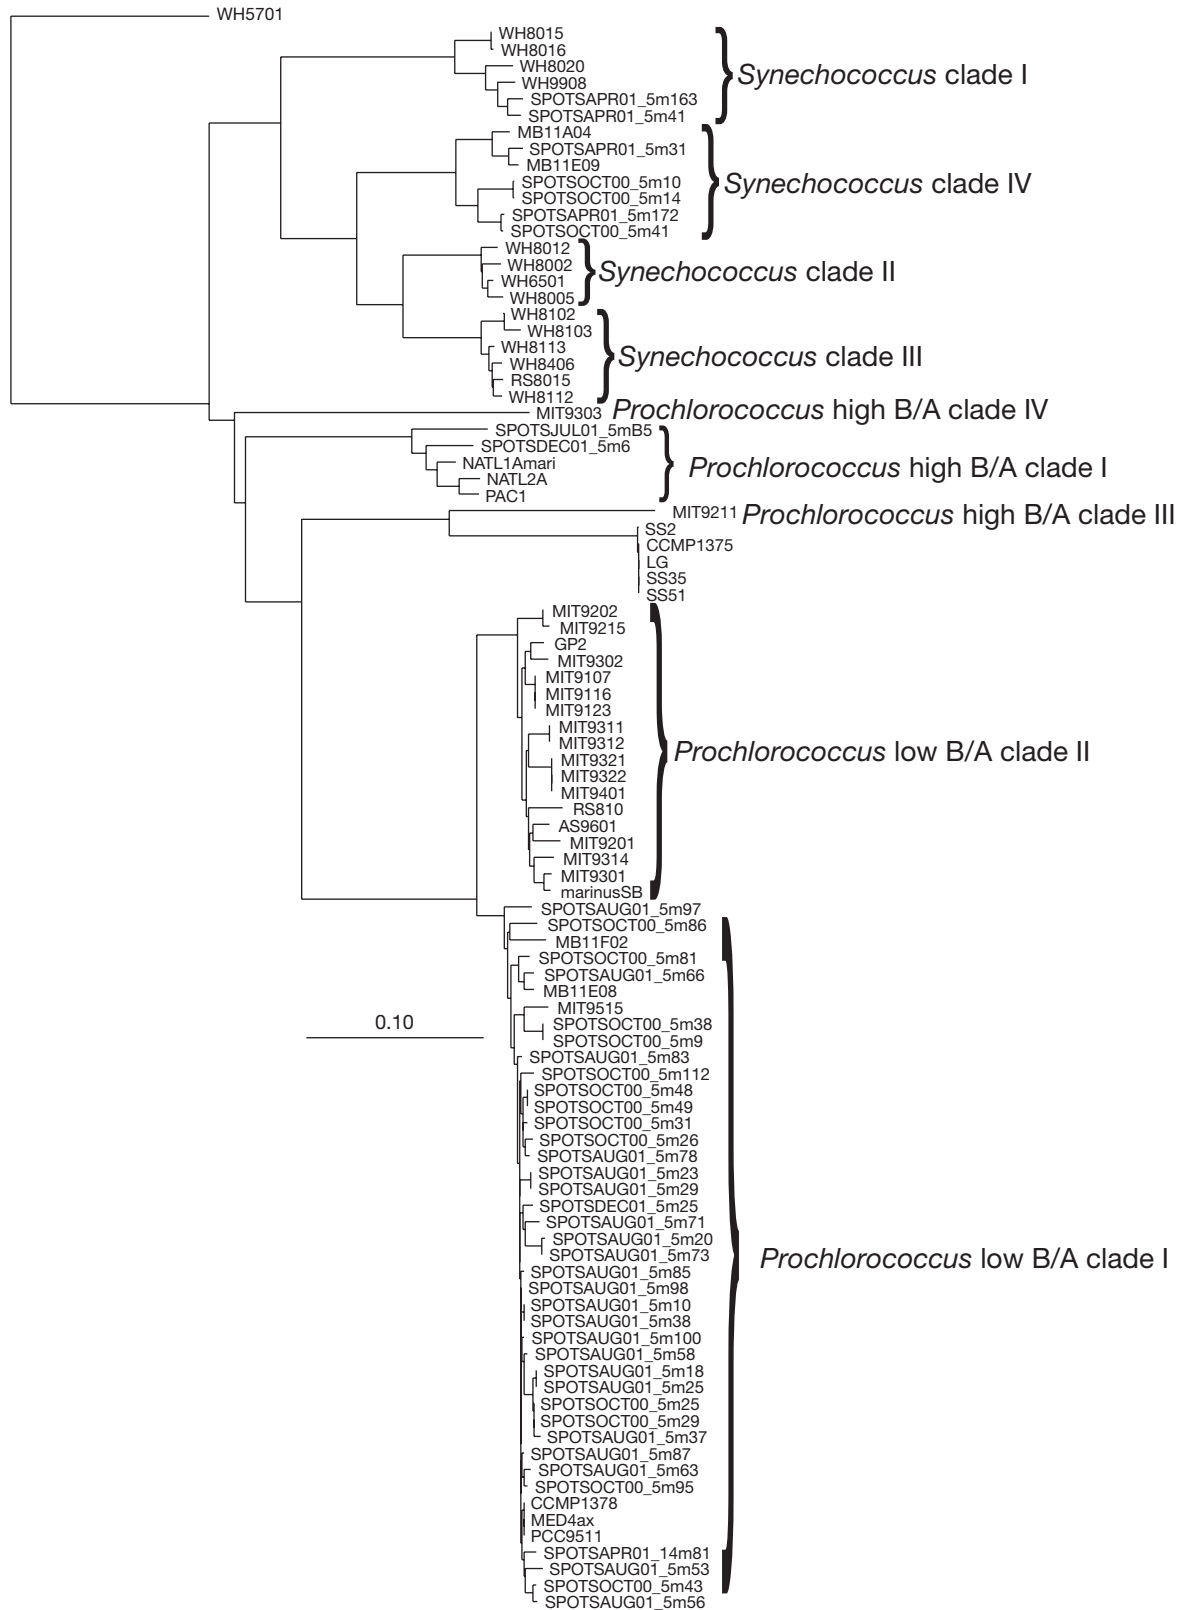 WH5701
WH8015
WH8016
WH8020
WH9908
SPOTSAPR01_5m163
SPOTSAPR01_5m41
Synechococcus clade I
MB11A04
SPOTSAPR01_5m31
MB11E09
SPOTSOCT00_5m10
SPOTSOCT00_5m14
SPOTSAPR01_5m172
SPOTSOCT00_5m41
Synechococcus clade IV
WH8012
WH8002
WH6501
WH8005
Synechococcus clade II
WH8102
WH8103
WH8113
WH8406
RS8015
WH8112
Synechococcus clade III
MIT9303 Prochlorococcus high B/A clade IV
SPOTSJUL01_5mB5
SPOTSDEC01_5m6
NATL1Amari
NATL2A
PAC1
Prochlorococcus high B/A clade I
MIT9211 Prochlorococcus high B/A clade III
SS2
CCMP1375
LG
SS35
SS51
MIT9202
MIT9215
GP2
MIT9302
MIT9107
MIT9116
MIT9123
MIT9311
MIT9312
MIT9321
MIT9322
MIT9401
RS810
AS9601
MIT9201
MIT9314
MIT9301
marinusSB
Prochlorococcus low B/A clade II
SPOTSAUG01_5m97
SPOTSOCT00_5m86
MB11F02
SPOTSOCT00_5m81
SPOTSAUG01_5m66
MB11E08
MIT9515
0.10
SPOTSOCT00_5m38
SPOTSOCT00_5m9
SPOTSAUG01_5m83
SPOTSOCT00_5m112
SPOTSOCT00_5m48
SPOTSOCT00_5m49
SPOTSOCT00_5m31
SPOTSOCT00_5m26
SPOTSAUG01_5m78
SPOTSAUG01_5m23
SPOTSAUG01_5m29
SPOTSDEC01_5m25
SPOTSAUG01_5m71
SPOTSAUG01_5m20
SPOTSAUG01_5m73
Prochlorococcus low B/A clade I
SPOTSAUG01_5m85
SPOTSAUG01_5m98
SPOTSAUG01_5m10
SPOTSAUG01_5m38
SPOTSAUG01_5m100
SPOTSAUG01_5m58
SPOTSAUG01_5m18
SPOTSAUG01_5m25
SPOTSOCT00_5m25
SPOTSOCT00_5m29
SPOTSAUG01_5m37
SPOTSAUG01_5m87
SPOTSAUG01_5m63
SPOTSOCT00_5m95
CCMP1378
MED4ax
PCC9511
SPOTSAPR01_14m81
SPOTSAUG01_5m53
SPOTSOCT00_5m43
SPOTSAUG01_5m56